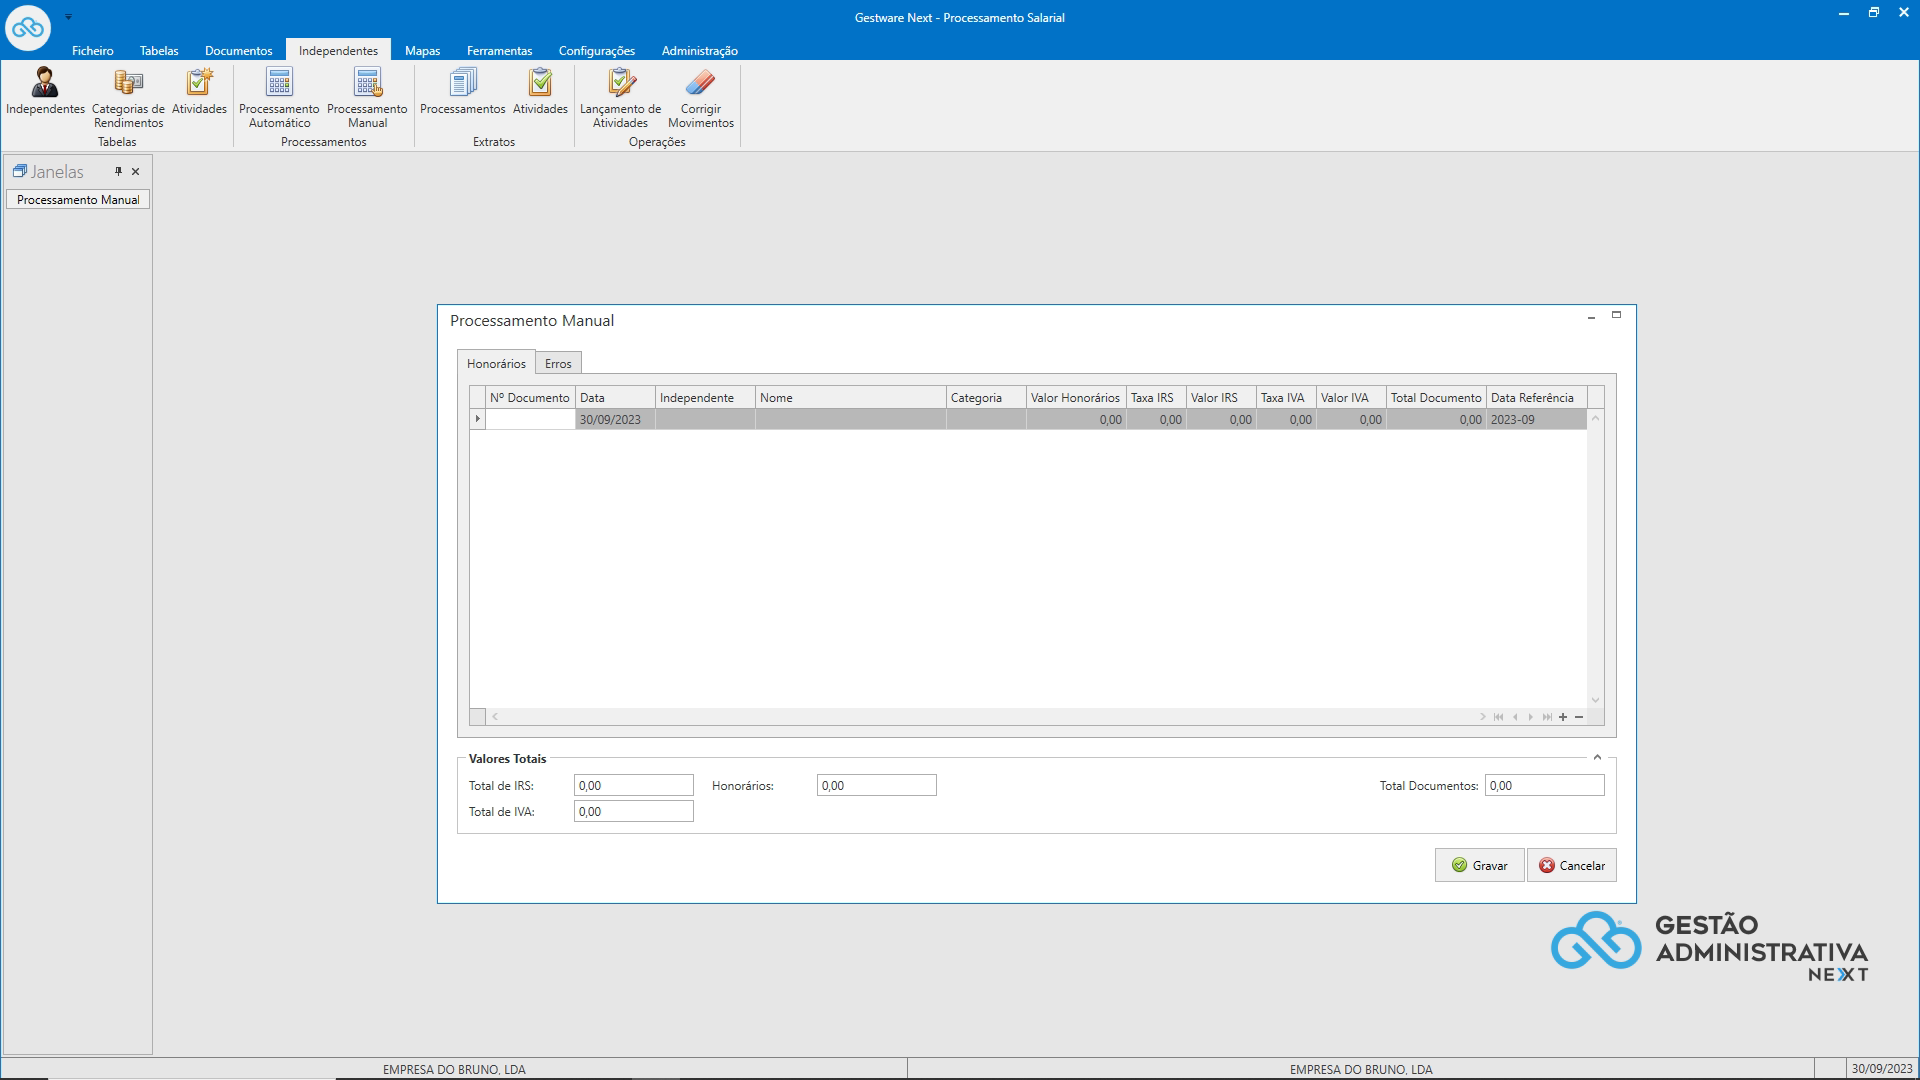 Gestware Next - Processamento Salarial
Ficheiro Tabelas Documentos Independentes Mapas Ferramentas Configurações Administração
Independentes
Categorias de
Rendimentos
Atividades
Processamento
Automático
Processamento
Manual
Processamentos
Atividades
Lançamento de
Atividades
Corrigir
Movimentos
Tabelas Processamentos Extratos Operações
Janelas
Processamento Manual
Processamento Manual
Honorários Erros
Nº Documento Data Independente Nome Categoria Valor Honorários Taxa IRS Valor IRS Taxa IVA Valor IVA Total Documento Data Referência
30/09/2023 0,00 0,00 0,00 0,00 0,00 0,00 2023-09
Valores Totais
Total de IRS: 0,00 Honorários: 0,00 Total Documentos: 0,00
Total de IVA: 0,00
Gravar Cancelar
GESTÃO
ADMINISTRATIVA
NEXT
EMPRESA DO BRUNO, LDA EMPRESA DO BRUNO, LDA 30/09/2023